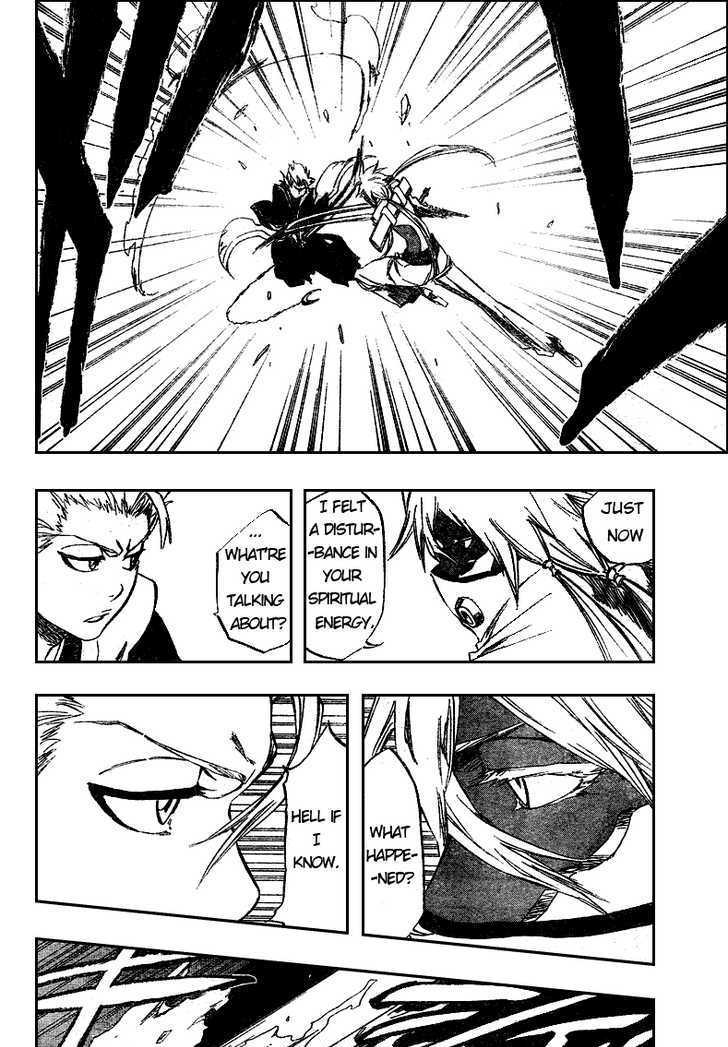 JUST
NOW
I FELT
A DISTUR-
-BANCE IN
YOUR
SPIRITUAL
ENERGY.
...
WHAT'RE
YOU
TALKING
ABOUT?
WHAT
HAPPE-
-NED?
HELL IF
I
KNOW.